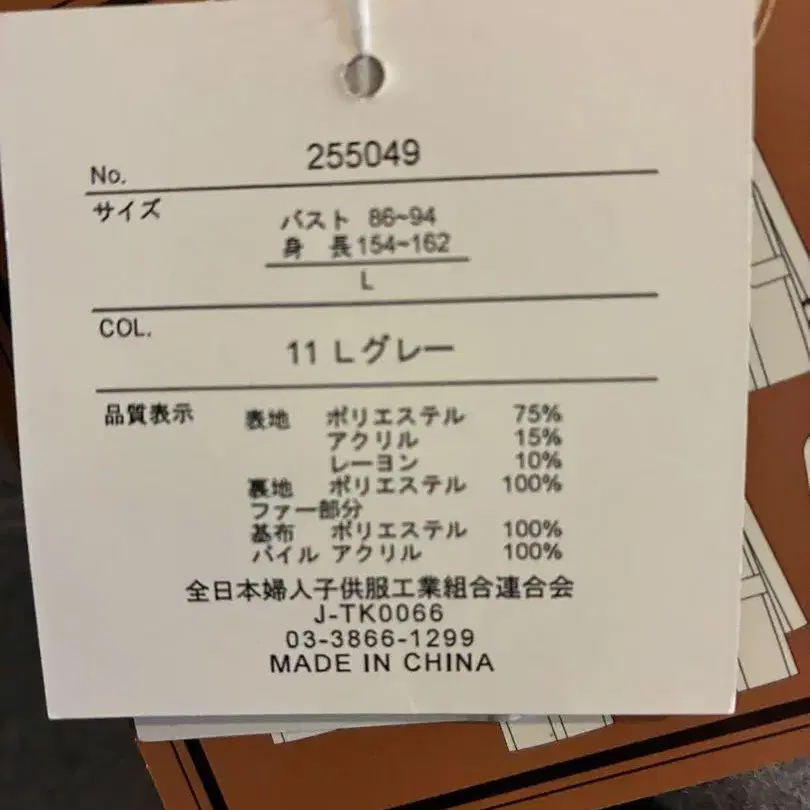 No. 255049
サイズ
バスト 86~94
身 長 154~162
L
COL.
11 Lグレー
品質表示 表地 ポリエステル 75%
アクリル 15%
レーヨン 10%
裏地 ポリエステル 100%
ファー部分
基布 ポリエステル 100%
パイル アクリル 100%
全日本婦人子供服工業組合連合会
J-TK0066
03-3866-1299
MADE IN CHINA